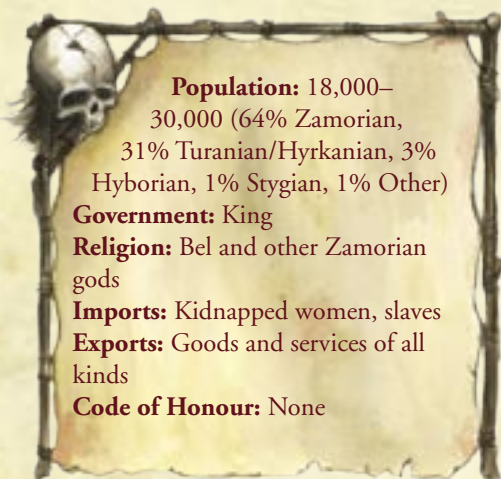 Population: 18,000–
30,000 (64% Zamorian,
31% Turanian/Hyrkanian, 3%
Hyborian, 1% Stygian, 1% Other)
Government: King
Religion: Bel and other Zamorian
gods
Imports: Kidnapped women, slaves
Exports: Goods and services of all
kinds
Code of Honour: None